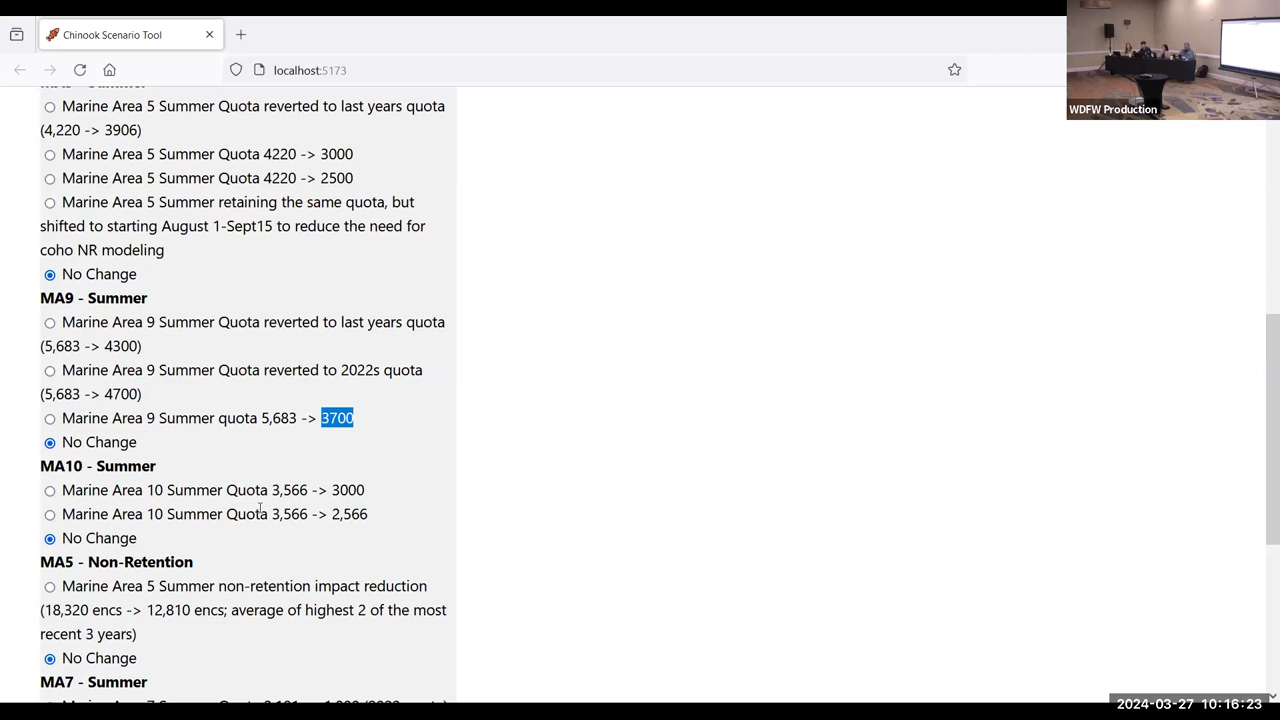 Chinook Scenario Tool
localhost:5173
WDFW Production
Marine Area 5 Summer Quota reverted to last years quota
(4,220 -> 3906)
Marine Area 5 Summer Quota 4220 -> 3000
Marine Area 5 Summer Quota 4220 -> 2500
Marine Area 5 Summer retaining the same quota, but
shifted to starting August 1-Sept15 to reduce the need for
coho NR modeling
No Change
MA9 - Summer
Marine Area 9 Summer Quota reverted to last years quota
(5,683 -> 4300)
Marine Area 9 Summer Quota reverted to 2022s quota
(5,683 -> 4700)
Marine Area 9 Summer quota 5,683 -> 3700
No Change
MA10 - Summer
Marine Area 10 Summer Quota 3,566 -> 3000
Marine Area 10 Summer Quota 3,566 -> 2,566
No Change
MA5 - Non-Retention
Marine Area 5 Summer non-retention impact reduction
(18,320 encs -> 12,810 encs; average of highest 2 of the most
recent 3 years)
No Change
MA7 - Summer
2024-03-27 10:16:23